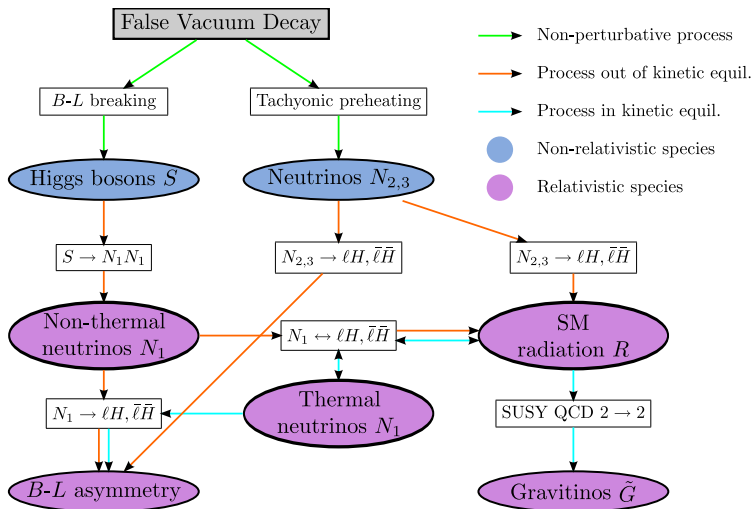 False Vacuum Decay
Non-perturbative process
Process out of kinetic equil.
Process in kinetic equil.
Non-relativistic species
Relativistic species
B-L breaking
Tachyonic preheating
Higgs bosons S
Neutrinos N₂,₃
S → N₁N₁
N₂,₃ → ℓH, ℓ̄H̄
N₂,₃ → ℓH, ℓ̄H̄
Non-thermal
neutrinos N₁
N₁ ↔ ℓH, ℓ̄H̄
SM
radiation R
N₁ → ℓH, ℓ̄H̄
Thermal
neutrinos N₁
SUSY QCD 2 → 2
B-L asymmetry
Gravitinos G̃